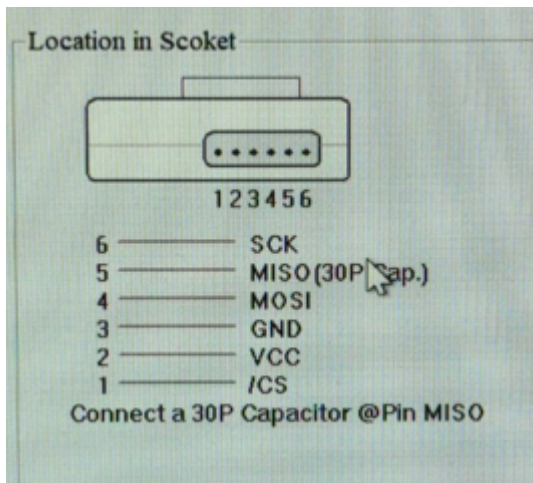 Location in Scoket
123456
6 SCK
5 MISO(30P Cap.)
4 MOSI
3 GND
2 VCC
1 /CS
Connect a 30P Capacitor @Pin MISO